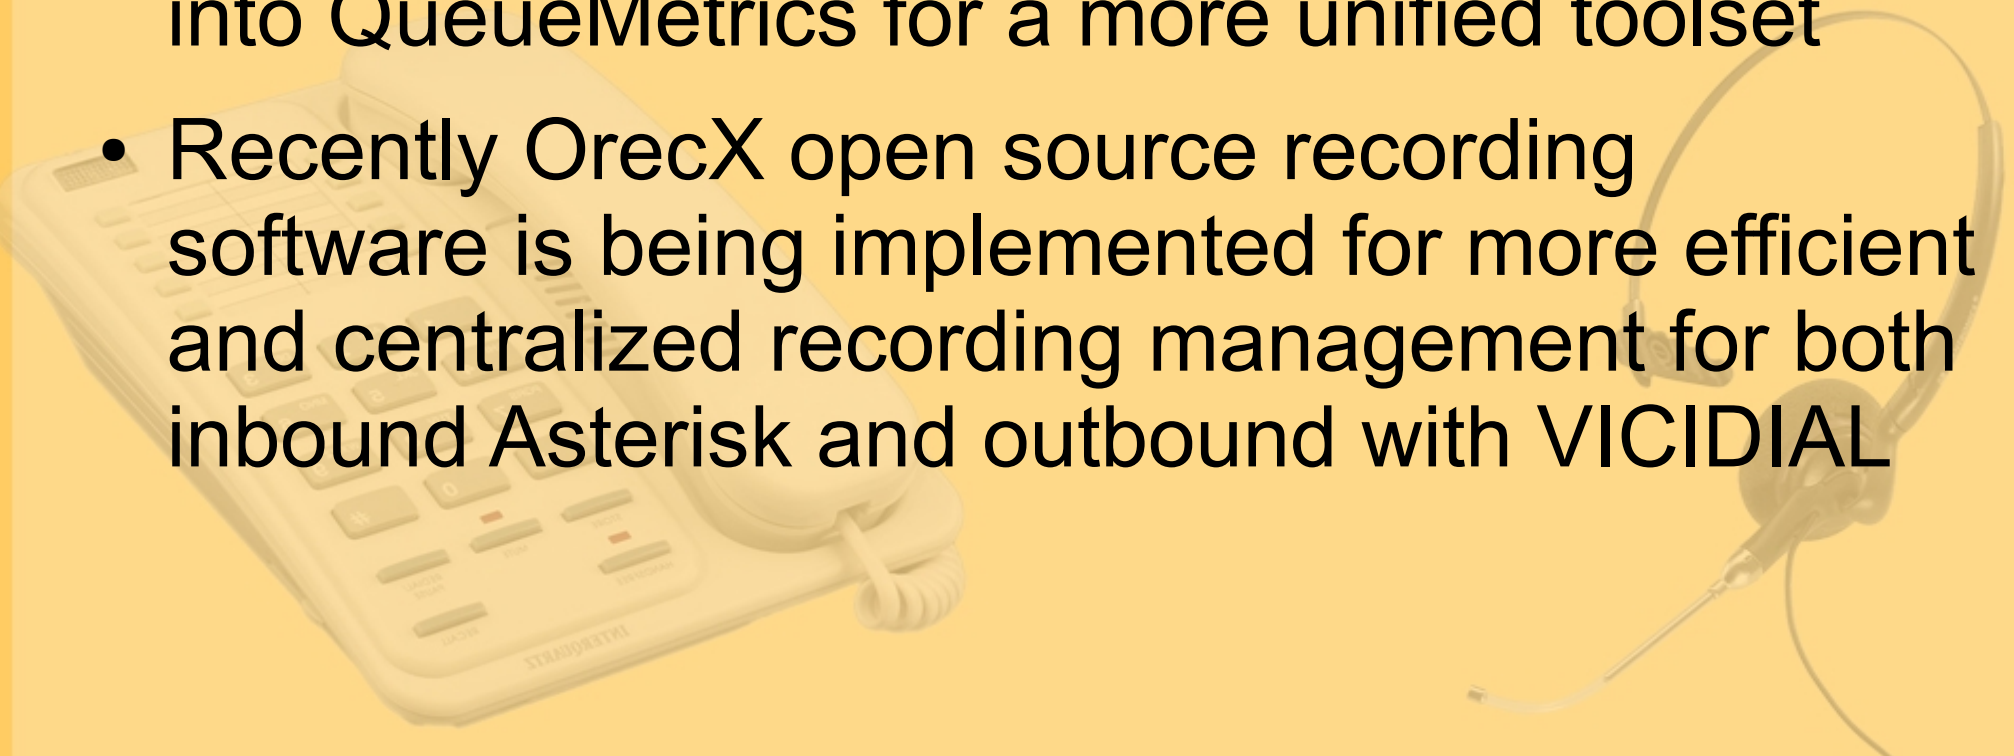 into QueueMetrics for a more unified toolset
• Recently OrecX open source recording
software is being implemented for more efficient
and centralized recording management for both
inbound Asterisk and outbound with VICIDIAL
INTERQUARTZ